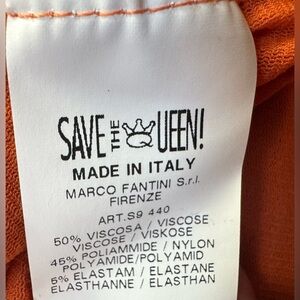 SAVE THE QUEEN!
MADE IN ITALY
MARCO FANTINI S.r.l.
FIRENZE
ART.S9 440
50% VISCOSA / VISCOSE
VISCOSE / VISKOSE
45% POLIAMMIDE / NYLON
POLYAMIDE/POLYAMID
5% ELASTAM / ELASTANE
ELASTHANNE / ELASTHAN